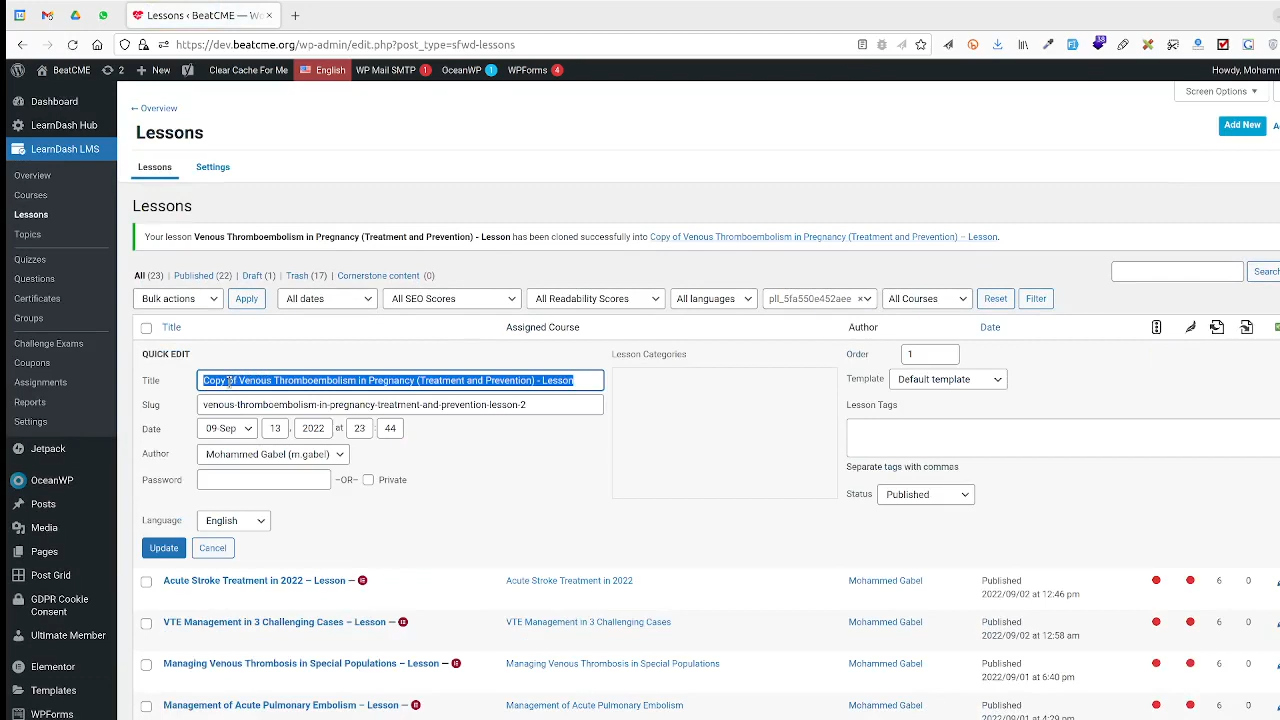 Lessons ‹ BeatCME — Wo
https://dev.beatcme.org/wp-admin/edit.php?post_type=sfwd-lessons
38
BeatCME 2 New Clear Cache For Me English WP Mail SMTP 1 OceanWP 1 WPForms 4 Howdy, Mohamm
Dashboard
LearnDash Hub
LearnDash LMS
Overview
Courses
Lessons
Topics
Quizzes
Questions
Certificates
Groups
Challenge Exams
Coupons
Assignments
Reports
Settings
Jetpack
OceanWP
Posts
Media
Pages
Post Grid
GDPR Cookie
Consent
Ultimate Member
Elementor
Templates
WPForms
Screen Options ▼
← Overview
Lessons
Add New
Lessons Settings
Lessons
Your lesson Venous Thromboembolism in Pregnancy (Treatment and Prevention) - Lesson has been cloned successfully into Copy of Venous Thromboembolism in Pregnancy (Treatment and Prevention) – Lesson.
All (23) | Published (22) | Draft (1) | Trash (17) | Cornerstone content (0)
Search
Bulk actions Apply All dates All SEO Scores All Readability Scores All languages pll_5fa550e452aee × All Courses Reset Filter
Title Assigned Course Author Date
QUICK EDIT
Title Copy of Venous Thromboembolism in Pregnancy (Treatment and Prevention) - Lesson
Slug venous-thromboembolism-in-pregnancy-treatment-and-prevention-lesson-2
Date 09-Sep 13 , 2022 at 23 : 44
Author Mohammed Gabel (m.gabel)
Password –OR– Private
Language English
Update Cancel
Lesson Categories
Order 1
Template Default template
Lesson Tags
Separate tags with commas
Status Published
Acute Stroke Treatment in 2022 – Lesson — Acute Stroke Treatment in 2022 Mohammed Gabel Published 6 0
2022/09/02 at 12:46 pm
VTE Management in 3 Challenging Cases – Lesson — VTE Management in 3 Challenging Cases Mohammed Gabel Published 6 0
2022/09/02 at 12:58 am
Managing Venous Thrombosis in Special Populations – Lesson — Managing Venous Thrombosis in Special Populations Mohammed Gabel Published 6 0
2022/09/01 at 6:40 pm
Management of Acute Pulmonary Embolism – Lesson — Management of Acute Pulmonary Embolism Mohammed Gabel Published 6 0
2022/09/01 at 4:29 pm